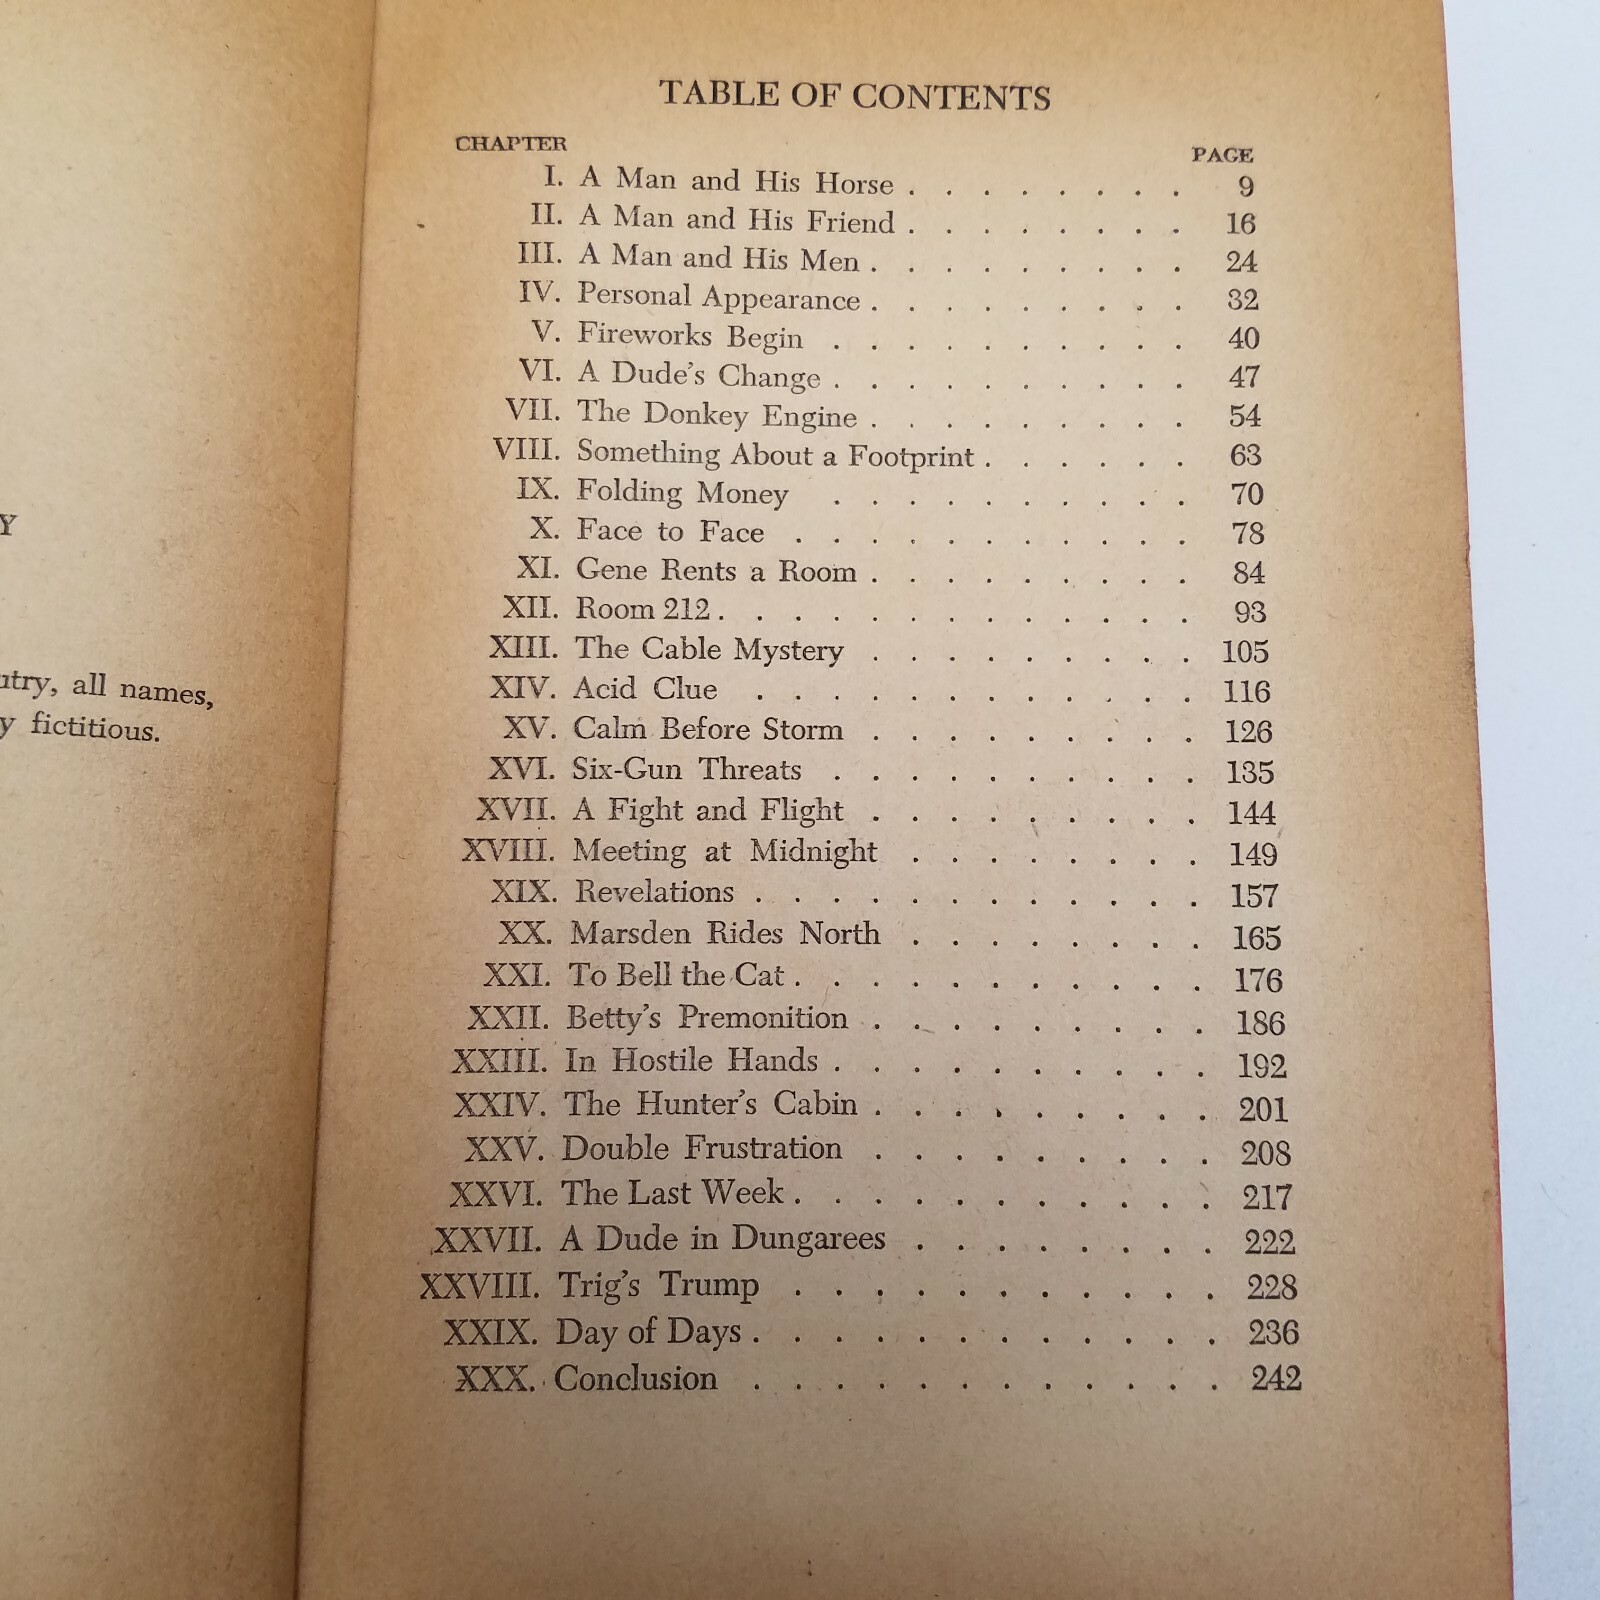 Y
utry, all names,
y fictitious.
TABLE OF CONTENTS
CHAPTER PAGE
I. A Man and His Horse . . . . . . . . 9
II. A Man and His Friend . . . . . . . . 16
III. A Man and His Men . . . . . . . . . 24
IV. Personal Appearance . . . . . . . . . 32
V. Fireworks Begin . . . . . . . . . . 40
VI. A Dude's Change . . . . . . . . . . 47
VII. The Donkey Engine . . . . . . . . . 54
VIII. Something About a Footprint . . . . . . 63
IX. Folding Money . . . . . . . . . . 70
X. Face to Face . . . . . . . . . . . 78
XI. Gene Rents a Room . . . . . . . . . 84
XII. Room 212 . . . . . . . . . . . . . 93
XIII. The Cable Mystery . . . . . . . . . 105
XIV. Acid Clue . . . . . . . . . . . . 116
XV. Calm Before Storm . . . . . . . . . 126
XVI. Six-Gun Threats . . . . . . . . . . 135
XVII. A Fight and Flight . . . . . . . . . 144
XVIII. Meeting at Midnight . . . . . . . . 149
XIX. Revelations . . . . . . . . . . . . 157
XX. Marsden Rides North . . . . . . . . 165
XXI. To Bell the Cat . . . . . . . . . . . 176
XXII. Betty's Premonition . . . . . . . . . 186
XXIII. In Hostile Hands . . . . . . . . . . 192
XXIV. The Hunter's Cabin . . . . . . . . . 201
XXV. Double Frustration . . . . . . . . . 208
XXVI. The Last Week . . . . . . . . . . . 217
XXVII. A Dude in Dungarees . . . . . . . . 222
XXVIII. Trig's Trump . . . . . . . . . . . 228
XXIX. Day of Days . . . . . . . . . . . . 236
XXX. Conclusion . . . . . . . . . . . . 242